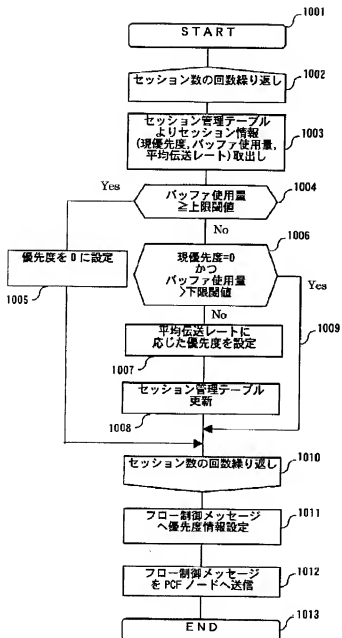 1001
START
セッション数の回数繰り返し
1002
セッション管理テーブル
よりセッション情報
(現優先度,バッファ使用量,
平均伝送レート)取出し
1003
1004
Yes
バッファ使用量
≧上限閾値
No
1006
優先度を0に設定
1005
現優先度=0
かつ
バッファ使用量
>下限閾値
Yes
No
1009
平均伝送レートに
応じた優先度を設定
1007
セッション管理テーブル
更新
1008
セッション数の回数繰り返し
1010
フロー制御メッセージ
へ優先度情報設定
1011
フロー制御メッセージ
をPCFノードへ送信
1012
END
1013